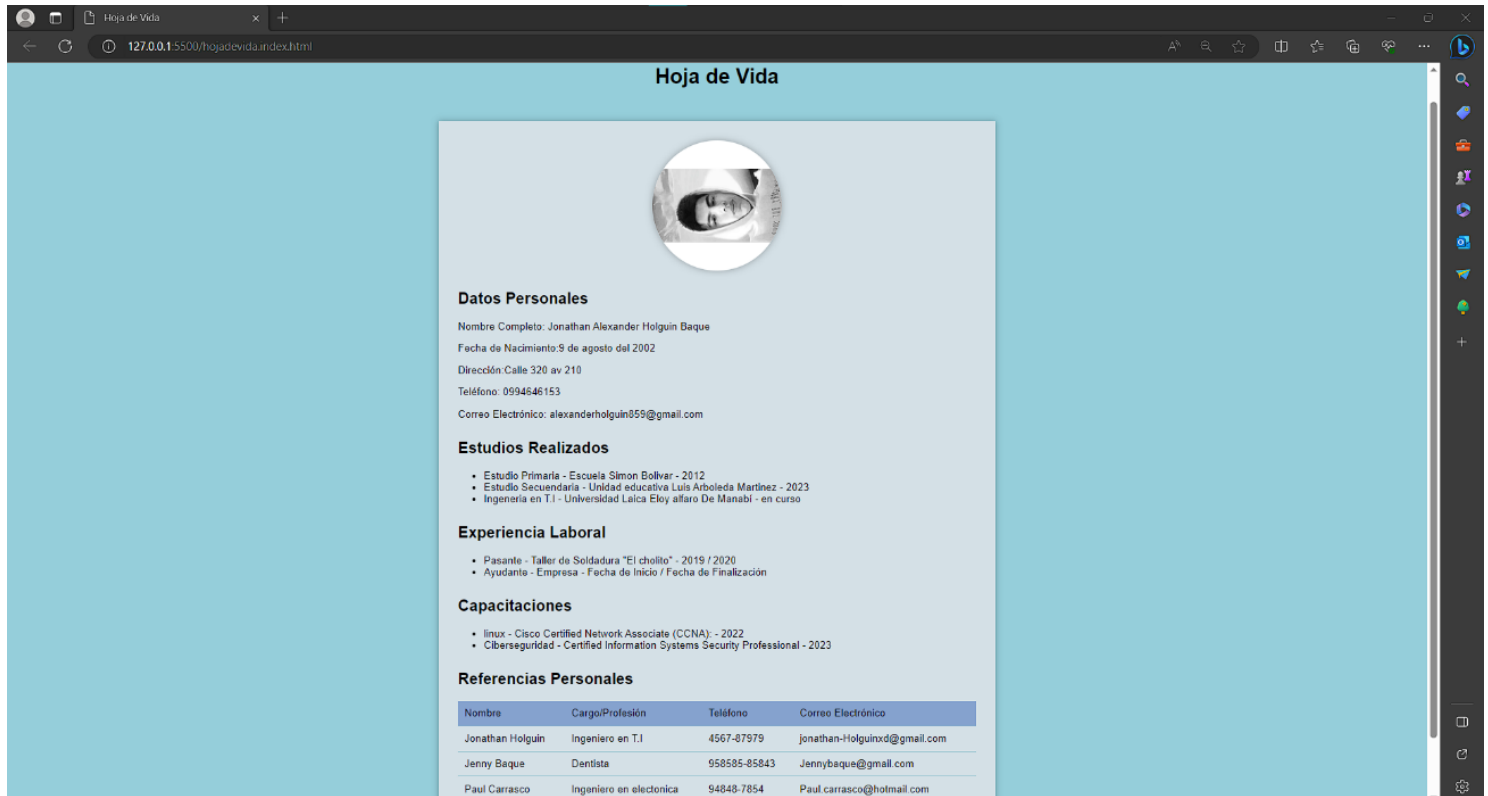 Hoja de Vida
127.0.0.1:5500/hojadevida.index.html
Hoja de Vida
Datos Personales
Nombre Completo: Jonathan Alexander Holguin Baque
Fecha de Nacimiento:9 de agosto del 2002
Dirección:Calle 320 av 210
Teléfono: 0994646153
Correo Electrónico: alexanderholguin859@gmail.com
Estudios Realizados
• Estudio Primaria - Escuela Simon Bolivar - 2012
• Estudio Secuendaria - Unidad educativa Luis Arboleda Martinez - 2023
• Ingeneria en T.I - Universidad Laica Eloy alfaro De Manabí - en curso
Experiencia Laboral
• Pasante - Taller de Soldadura "El cholito" - 2019 / 2020
• Ayudante - Empresa - Fecha de Inicio / Fecha de Finalización
Capacitaciones
• linux - Cisco Certified Network Associate (CCNA): - 2022
• Ciberseguridad - Certified Information Systems Security Professional - 2023
Referencias Personales
Nombre Cargo/Profesión Teléfono Correo Electrónico
Jonathan Holguin Ingeniero en T.I 4567-87979 jonathan-Holguinxd@gmail.com
Jenny Baque Dentista 958585-85843 Jennybaque@gmail.com
Paul Carrasco Ingeniero en electonica 94848-7854 Paul.carrasco@hotmail.com